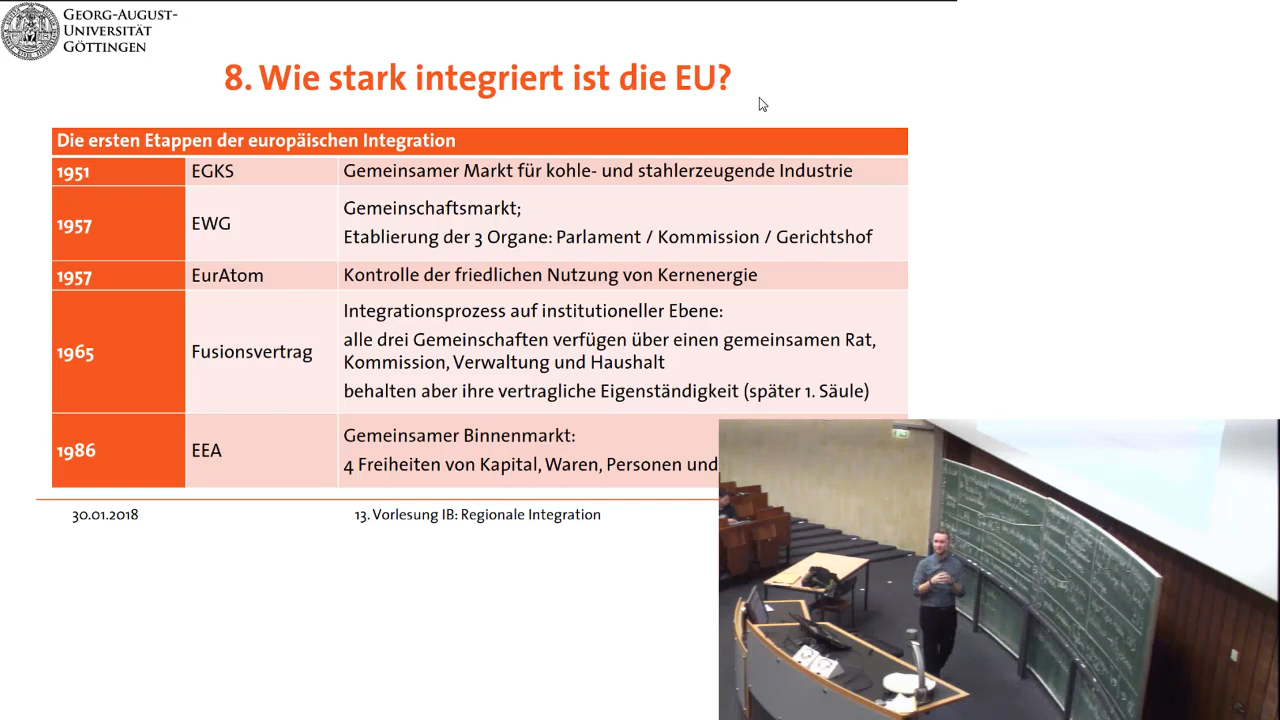 GEORG-AUGUST-
UNIVERSITÄT
GÖTTINGEN
8. Wie stark integriert ist die EU?
Die ersten Etappen der europäischen Integration
1951 EGKS Gemeinsamer Markt für kohle- und stahlerzeugende Industrie
1957 EWG Gemeinschaftsmarkt;
Etablierung der 3 Organe: Parlament / Kommission / Gerichtshof
1957 EurAtom Kontrolle der friedlichen Nutzung von Kernenergie
1965 Fusionsvertrag Integrationsprozess auf institutioneller Ebene:
alle drei Gemeinschaften verfügen über einen gemeinsamen Rat,
Kommission, Verwaltung und Haushalt
behalten aber ihre vertragliche Eigenständigkeit (später 1. Säule)
1986 EEA Gemeinsamer Binnenmarkt:
4 Freiheiten von Kapital, Waren, Personen und
30.01.2018 13. Vorlesung IB: Regionale Integration